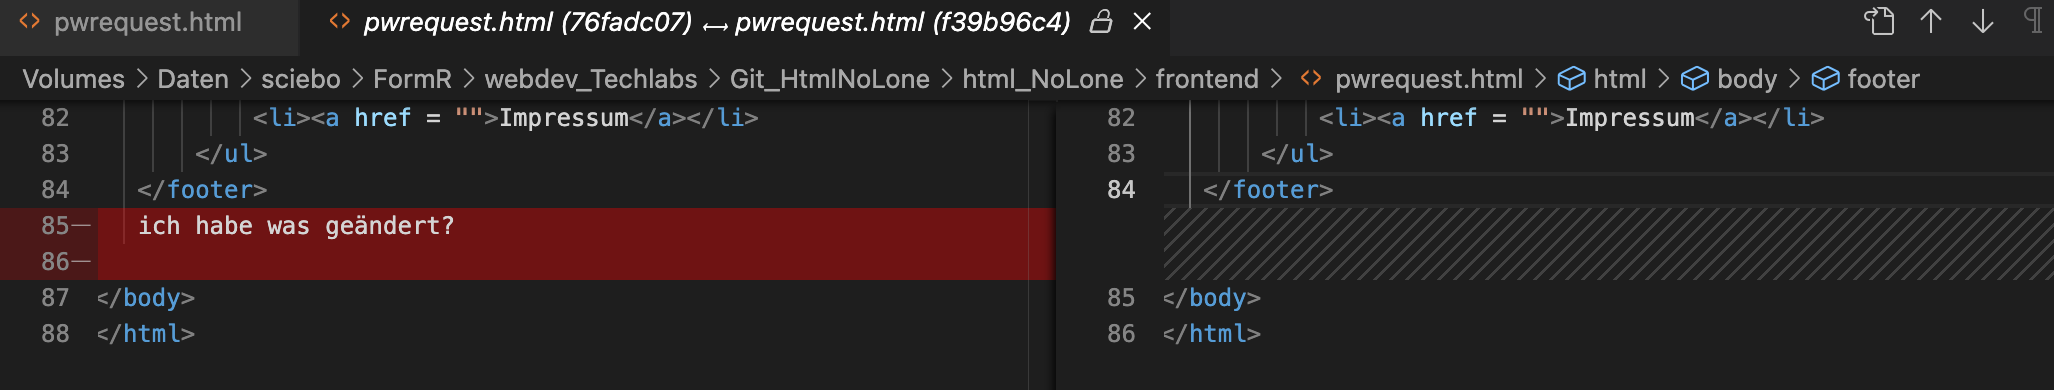 pwrequest.html
pwrequest.html (76fadc07) ↔ pwrequest.html (f39b96c4)
Volumes > Daten > sciebo > FormR > webdev_Techlabs > Git_HtmlNoLone > html_NoLone > frontend > <> pwrequest.html > html > body > footer
82 <li><a href = "">Impressum</a></li>
83 </ul>
84 </footer>
85— ich habe was geändert?
86—
87 </body>
88 </html>
82 <li><a href = "">Impressum</a></li>
83 </ul>
84 </footer>
85 </body>
86 </html>